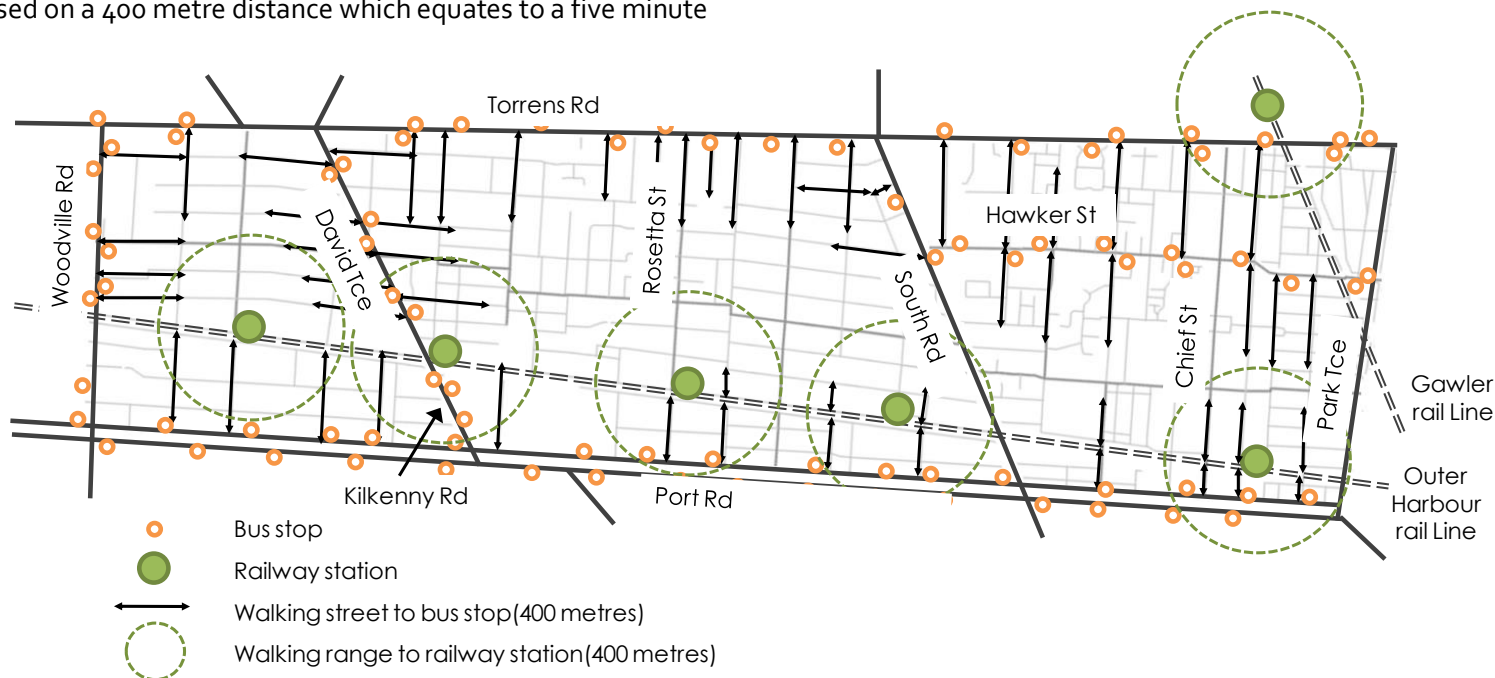 sed on a 400 metre distance which equates to a five minute
Torrens Rd
Woodville Rd
David Tce
Rosetta St
Hawker St
South Rd
Chief St
Park Tce
Gawler
rail Line
Outer
Harbour
rail Line
Kilkenny Rd
Port Rd
Bus stop
Railway station
Walking street to bus stop(400 metres)
Walking range to railway station(400 metres)